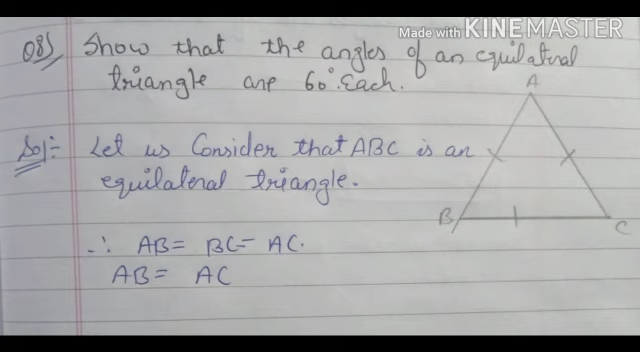 Made with KINEMASTER
Q8), Show that the angles of an equilateral
triangle are 60°. Each.
A
Sol:- Let us Consider that ABC is an
equilateral triangle.
B
C
∴ AB= BC= AC.
AB= AC